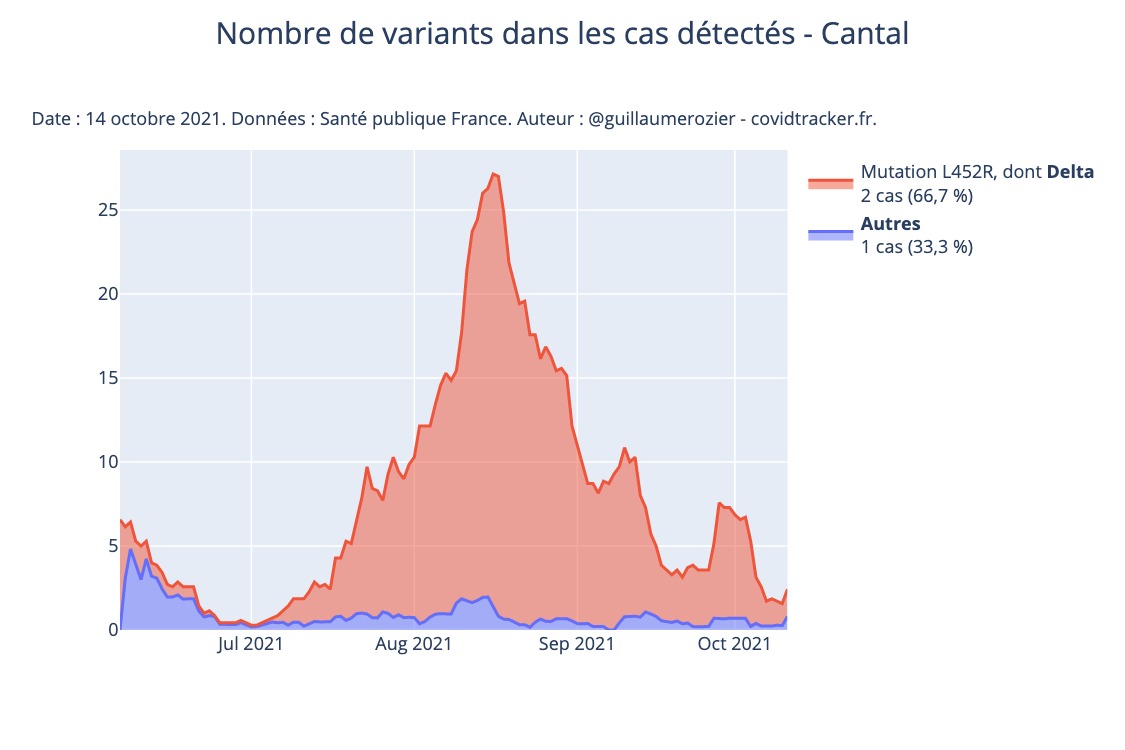 Nombre de variants dans les cas détectés - Cantal
Date : 14 octobre 2021. Données : Santé publique France. Auteur : @guillaumerozier - covidtracker.fr.
Mutation L452R, dont Delta
2 cas (66,7 %)
Autres
1 cas (33,3 %)
25
20
15
10
5
0
Jul 2021
Aug 2021
Sep 2021
Oct 2021